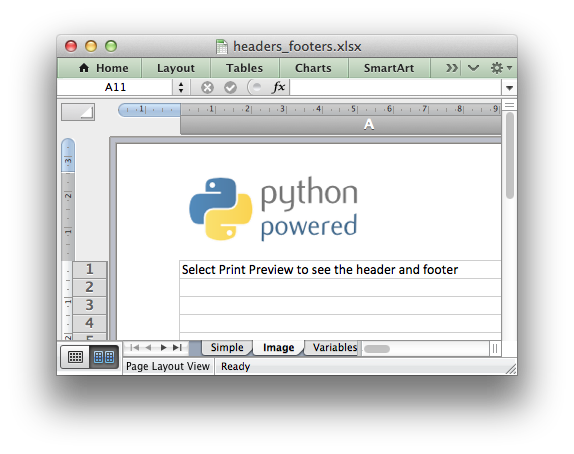 headers_footers.xlsx
Home Layout Tables Charts SmartArt
A11 fx
1 1 2 3 4 5 6 7 8 9
A
3
2
1
python
powered
1 Select Print Preview to see the header and footer
2
3
4
5
1
2
Simple Image Variables
Page Layout View Ready